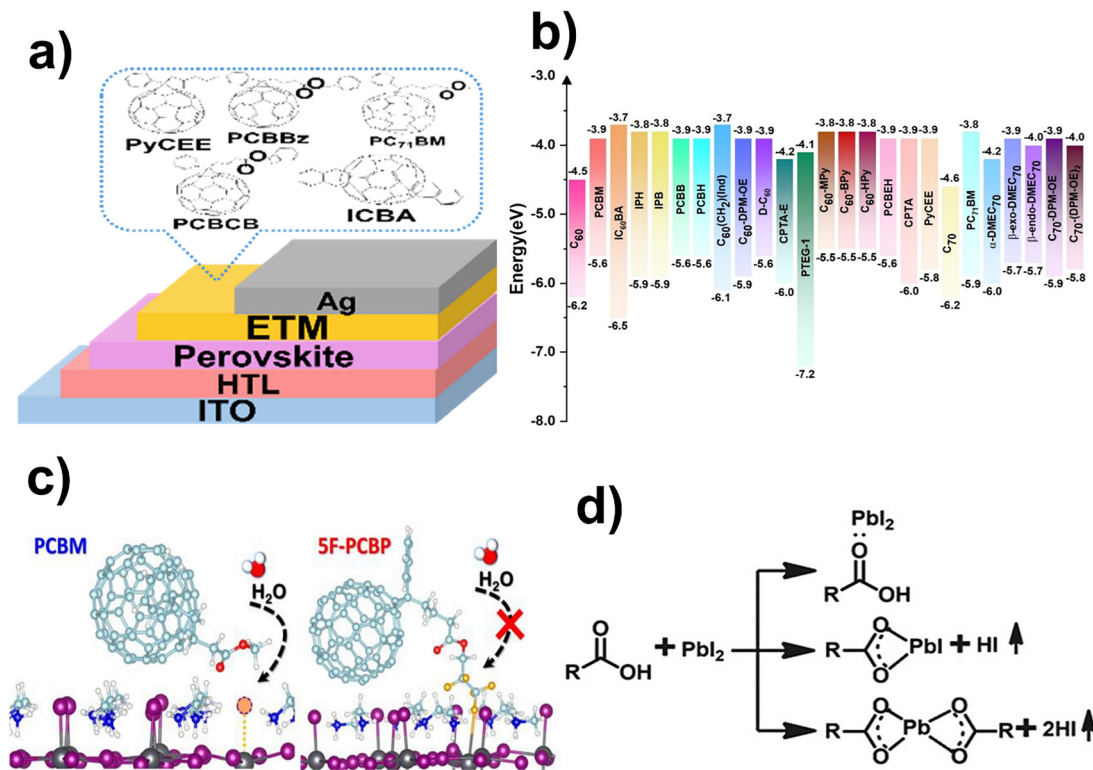 a)
PyCEE
PCBBz
PC₇₁BM
PCBCB
ICBA
Ag
ETM
Perovskite
HTL
ITO
b)
Energy(eV)
-3.0
-4.0
-5.0
-6.0
-7.0
-8.0
-4.5 C₆₀ -6.2
-3.9 PCBM -5.6
-3.7 IC₆₀BA -6.5
-3.8 IPH -5.9
-3.8 IPB -5.9
-3.9 PCBB -5.6
-3.9 PCBH -5.6
-3.7 C₆₀(CH₂)(Ind) -6.1
-3.9 C₆₀-DPM-OE -5.9
-3.9 D-C₆₀ -5.6
-4.2 CPTA-E -6.0
-4.1 PTEG-1 -7.2
-3.8 C₆₀-MPy -5.5
-3.8 C₆₀-BPy -5.5
-3.8 C₆₀-HPy -5.5
-3.9 PCBEH -5.6
-3.9 CPTA -6.0
-3.9 PyCEE -5.8
-4.6 C₇₀ -6.2
-3.8 PC₇₁BM -5.9
-4.2 α-DMEC₇₀ -6.0
-3.9 β-exo-DMEC₇₀ -5.7
-4.0 β-endo-DMEC₇₀ -5.7
-3.9 C₇₀-DPM-OE -5.9
-4.0 C₇₀-(DPM-OE)₂ -5.8
c)
PCBM
H₂O
5F-PCBP
H₂O
d)
R O OH + PbI₂
PbI₂
:
R O OH
R O O PbI + HI
R O O Pb O O R + 2HI